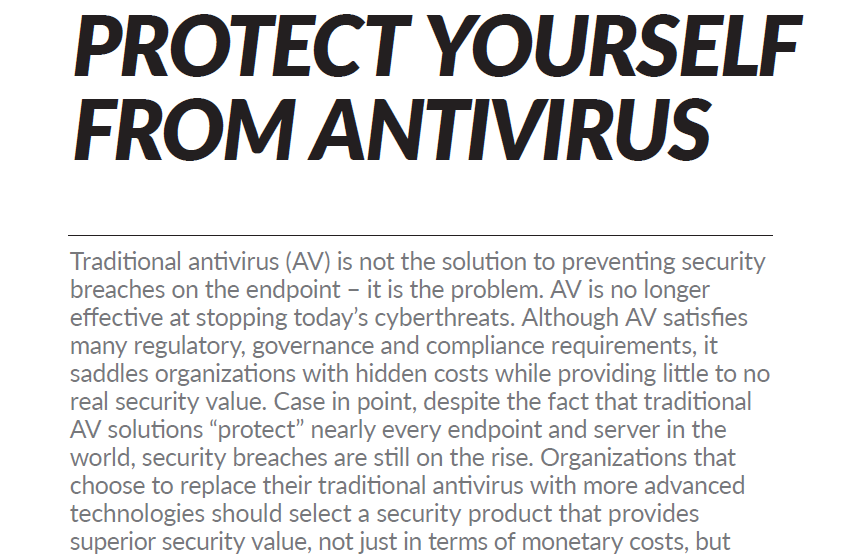 PROTECT YOURSELF
FROM ANTIVIRUS
Traditional antivirus (AV) is not the solution to preventing security
breaches on the endpoint – it is the problem. AV is no longer
effective at stopping today’s cyberthreats. Although AV satisfies
many regulatory, governance and compliance requirements, it
saddles organizations with hidden costs while providing little to no
real security value. Case in point, despite the fact that traditional
AV solutions “protect” nearly every endpoint and server in the
world, security breaches are still on the rise. Organizations that
choose to replace their traditional antivirus with more advanced
technologies should select a security product that provides
superior security value, not just in terms of monetary costs, but